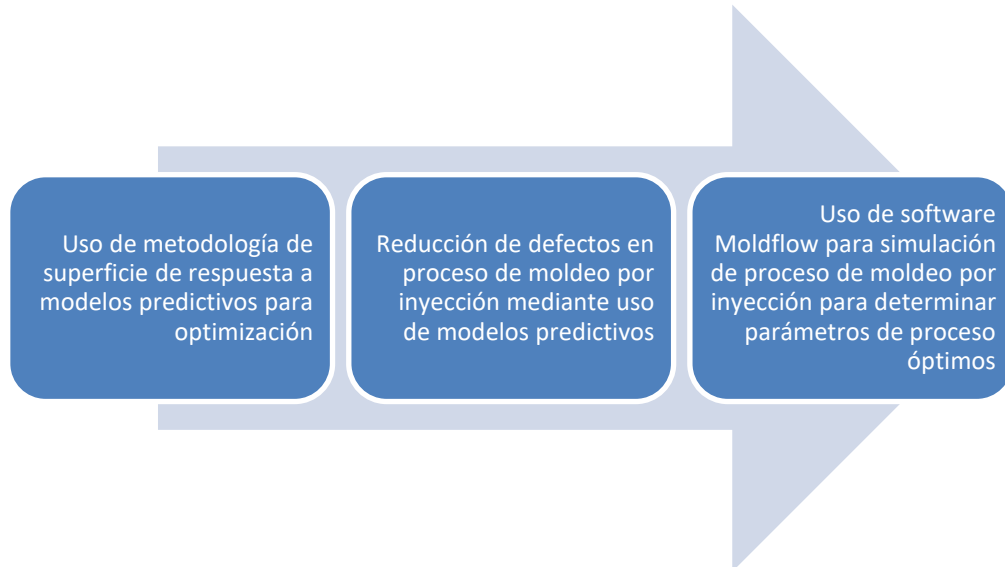 Uso de metodología de
superficie de respuesta a
modelos predictivos para
optimización
Reducción de defectos en
proceso de moldeo por
inyección mediante uso
de modelos predictivos
Uso de software
Moldflow para simulación
de proceso de moldeo por
inyección para determinar
parámetros de proceso
óptimos